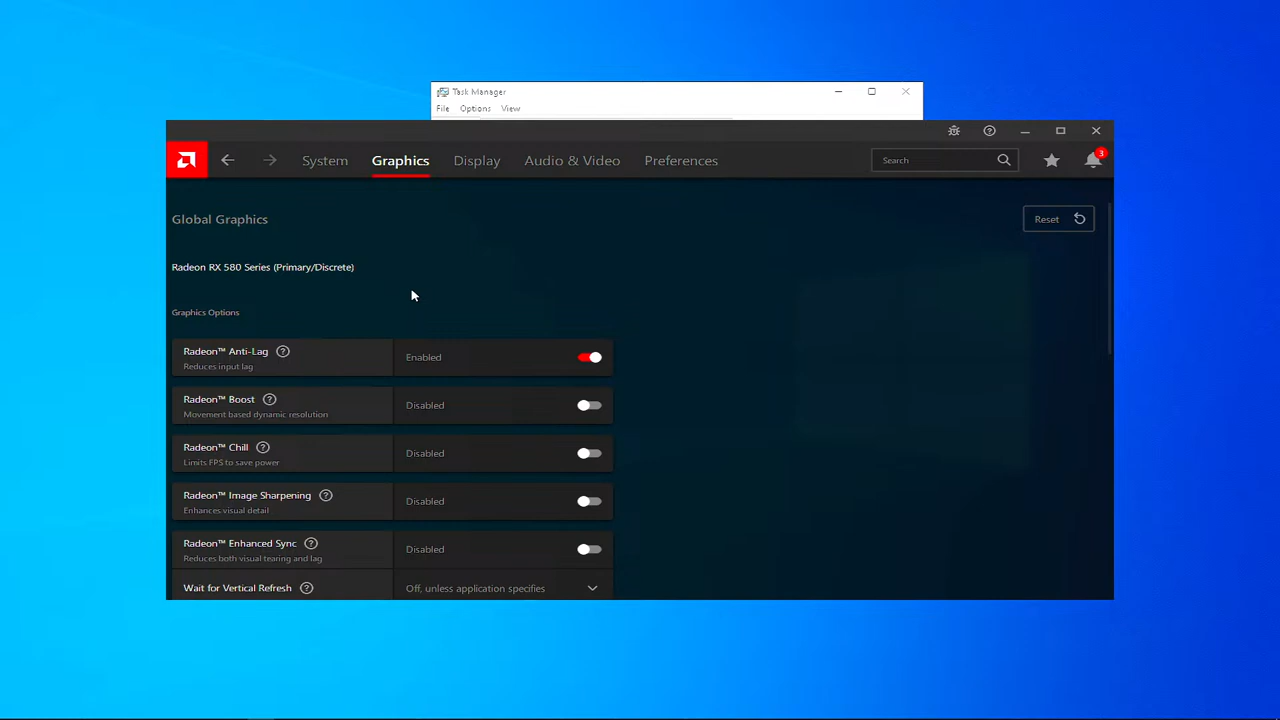 Task Manager
File Options View
System Graphics Display Audio & Video Preferences Search 3
Global Graphics Reset
Radeon RX 580 Series (Primary/Discrete)
Graphics Options
Radeon™ Anti-Lag Enabled
Reduces input lag
Radeon™ Boost Disabled
Movement based dynamic resolution
Radeon™ Chill Disabled
Limits FPS to save power
Radeon™ Image Sharpening Disabled
Enhances visual detail
Radeon™ Enhanced Sync Disabled
Reduces both visual tearing and lag
Wait for Vertical Refresh Off, unless application specifies